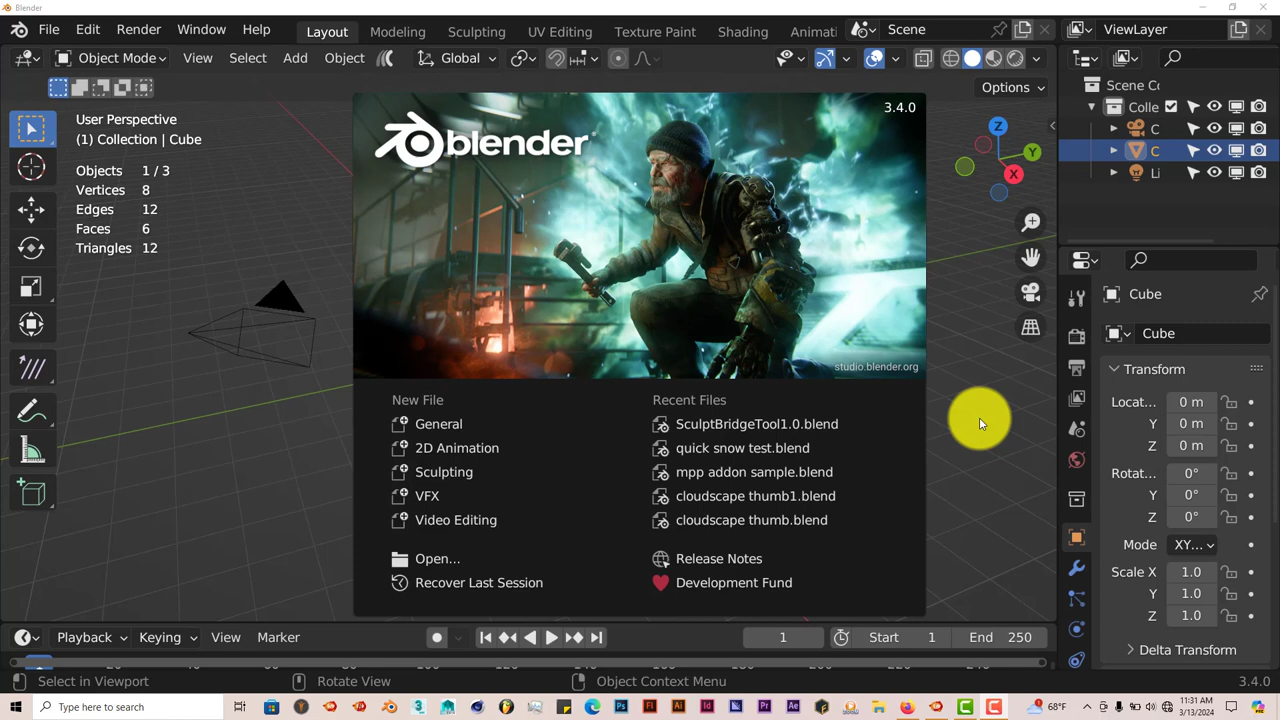 Blender
File Edit Render Window Help Layout Modeling Sculpting UV Editing Texture Paint Shading Animati Scene ViewLayer
Object Mode View Select Add Object Global
Options
User Perspective
(1) Collection | Cube
Objects 1 / 3
Vertices 8
Edges 12
Faces 6
Triangles 12
blender
3.4.0
studio.blender.org
New File
General
2D Animation
Sculpting
VFX
Video Editing
Open...
Recover Last Session
Recent Files
SculptBridgeTool1.0.blend
quick snow test.blend
mpp addon sample.blend
cloudscape thumb1.blend
cloudscape thumb.blend
Release Notes
Development Fund
Z
Y
X
Scene Cc
Colle
C
C
Li
Cube
Cube
Transform
Locat... 0 m
Y 0 m
Z 0 m
Rotat... 0°
Y 0°
Z 0°
Mode XY...
Scale X 1.0
Y 1.0
Z 1.0
Delta Transform
Playback Keying View Marker 1 Start 1 End 250
Select in Viewport Rotate View Object Context Menu 3.4.0
Type here to search
68°F
11:31 AM
3/13/2024